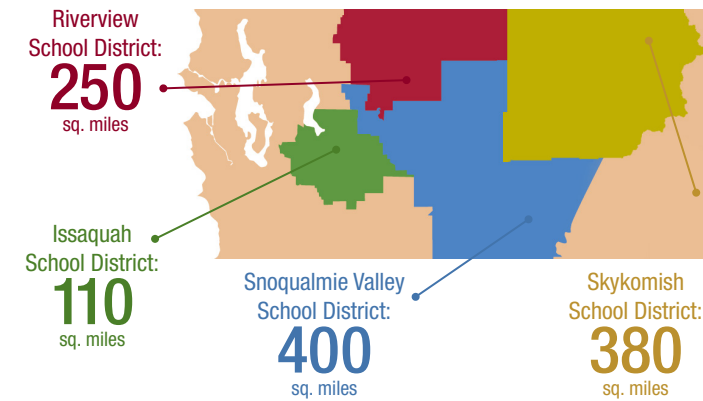 Riverview
School District:
250
sq. miles
Issaquah
School District:
110
sq. miles
Snoqualmie Valley
School District:
400
sq. miles
Skykomish
School District:
380
sq. miles